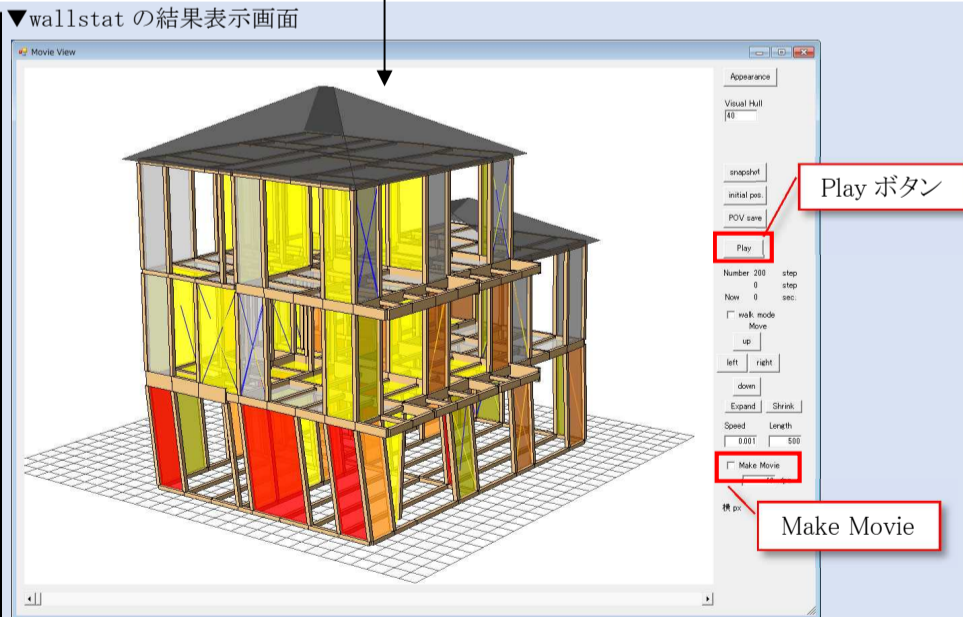 ▼wallstat の結果表示画面
Movie View
Appearance
Visual Hull
40
snapshot
initial pos.
Play ボタン
POV save
Play
Number 200 step
0 step
Now 0 sec.
walk mode
Move
up
left right
down
Expand Shrink
Speed Length
0.001 500
Make Movie
横 px
Make Movie